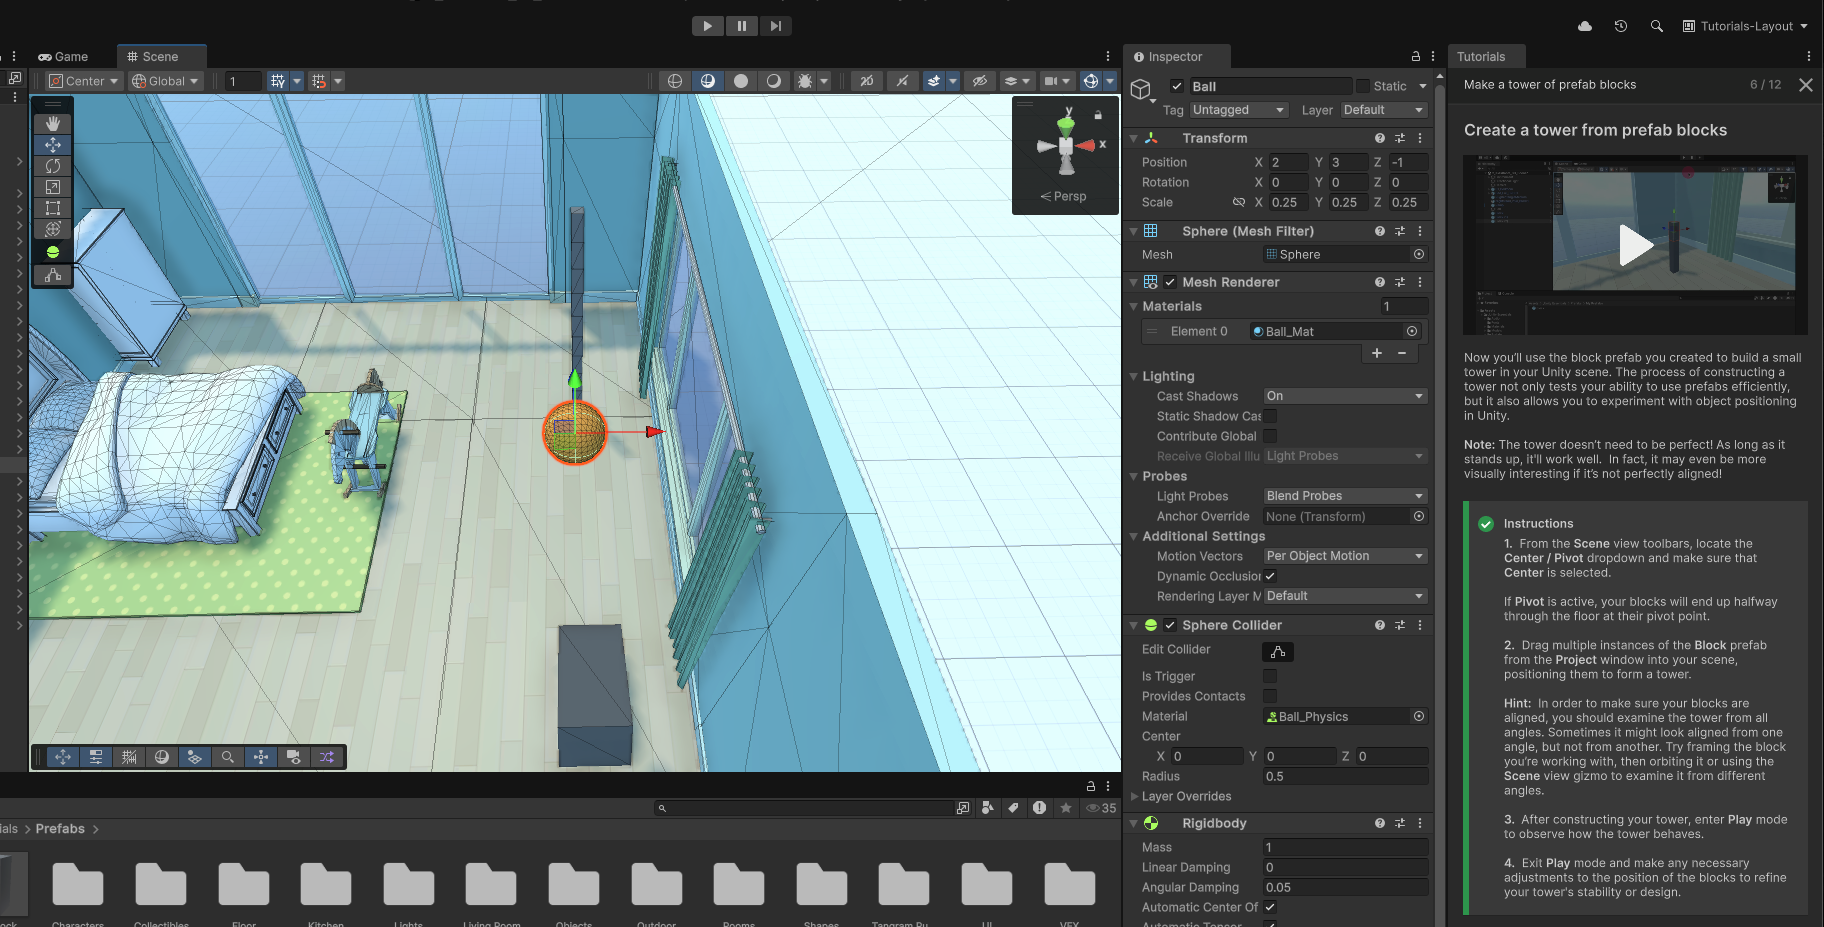 Tutorials-Layout
Game
Scene
Center
Global
1
2D
y
x
Persp
Inspector
Ball
Static
Tag
Untagged
Layer
Default
Transform
Position
X 2 Y 3 Z -1
Rotation
X 0 Y 0 Z 0
Scale
X 0.25 Y 0.25 Z 0.25
Sphere (Mesh Filter)
Mesh
Sphere
Mesh Renderer
Materials
1
Element 0
Ball_Mat
Lighting
Cast Shadows
On
Static Shadow Cas
Contribute Global
Receive Global Illu
Light Probes
Probes
Light Probes
Blend Probes
Anchor Override
None (Transform)
Additional Settings
Motion Vectors
Per Object Motion
Dynamic Occlusion
Rendering Layer M
Default
Sphere Collider
Edit Collider
Is Trigger
Provides Contacts
Material
Ball_Physics
Center
X 0 Y 0 Z 0
Radius
0.5
Layer Overrides
Rigidbody
Mass
1
Linear Damping
0
Angular Damping
0.05
Automatic Center Of
Automatic Tensor
Tutorials
Make a tower of prefab blocks
6 / 12
Create a tower from prefab blocks
Now you'll use the block prefab you created to build a small
tower in your Unity scene. The process of constructing a
tower not only tests your ability to use prefabs efficiently,
but it also allows you to experiment with object positioning
in Unity.
Note: The tower doesn't need to be perfect! As long as it
stands up, it'll work well. In fact, it may even be more
visually interesting if it's not perfectly aligned!
Instructions
1. From the Scene view toolbars, locate the
Center / Pivot dropdown and make sure that
Center is selected.
If Pivot is active, your blocks will end up halfway
through the floor at their pivot point.
2. Drag multiple instances of the Block prefab
from the Project window into your scene,
positioning them to form a tower.
Hint: In order to make sure your blocks are
aligned, you should examine the tower from all
angles. Sometimes it might look aligned from one
angle, but not from another. Try framing the block
you're working with, then orbiting it or using the
Scene view gizmo to examine it from different
angles.
3. After constructing your tower, enter Play mode
to observe how the tower behaves.
4. Exit Play mode and make any necessary
adjustments to the position of the blocks to refine
your tower's stability or design.
35
ials > Prefabs >
ock
Characters
Collectibles
Floor
Kitchen
Lights
Living Room
Objects
Outdoor
Rooms
Shapes
Tangram Pu
UI
VFX